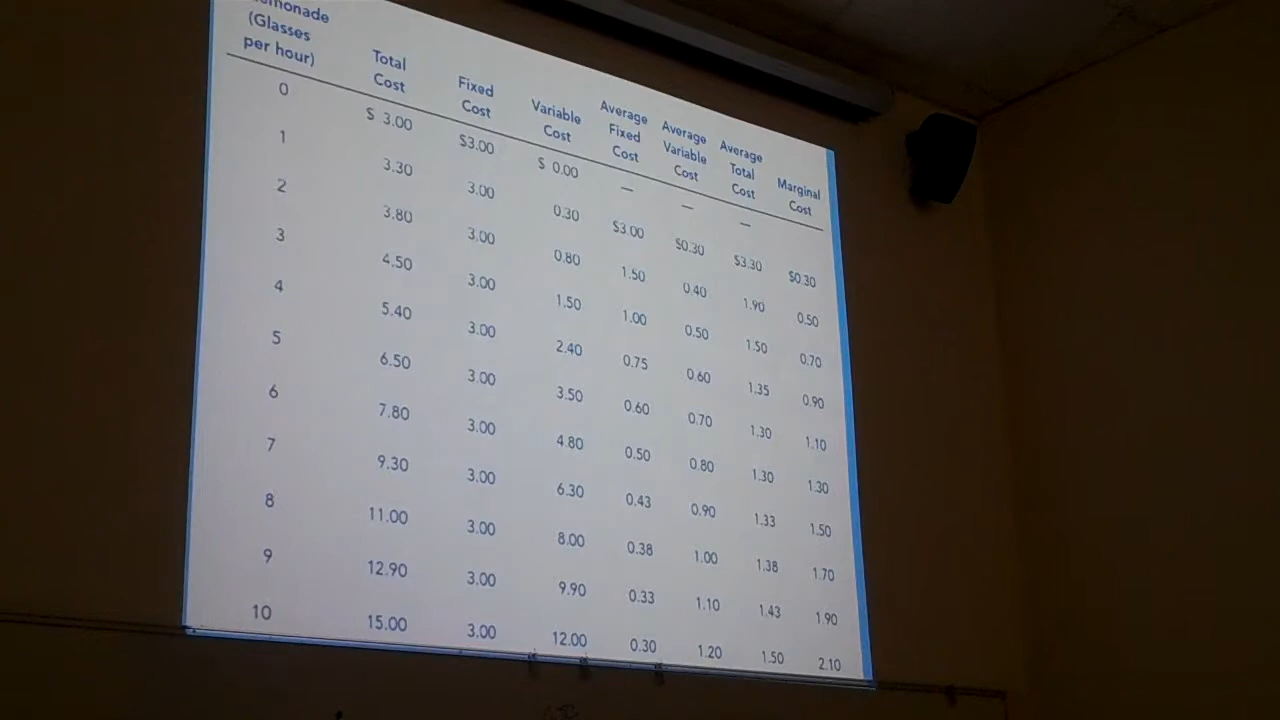 (Glasses
per hour) Total Cost Fixed Cost Variable Cost Average Fixed Cost Average Variable Cost Average Total Cost Marginal Cost
0 $ 3.00 $3.00 $ 0.00 — — —
1 3.30 3.00 0.30 $3.00 $0.30 $3.30 $0.30
2 3.80 3.00 0.80 1.50 0.40 1.90 0.50
3 4.50 3.00 1.50 1.00 0.50 1.50 0.70
4 5.40 3.00 2.40 0.75 0.60 1.35 0.90
5 6.50 3.00 3.50 0.60 0.70 1.30 1.10
6 7.80 3.00 4.80 0.50 0.80 1.30 1.30
7 9.30 3.00 6.30 0.43 0.90 1.33 1.50
8 11.00 3.00 8.00 0.38 1.00 1.38 1.70
9 12.90 3.00 9.90 0.33 1.10 1.43 1.90
10 15.00 3.00 12.00 0.30 1.20 1.50 2.10